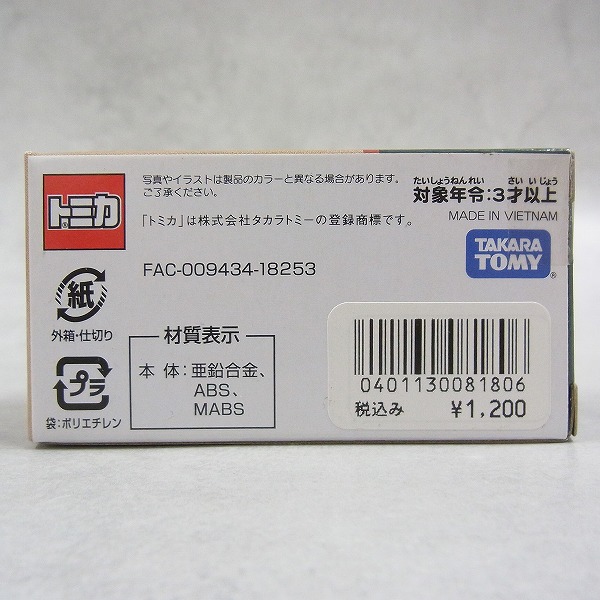 トミカ
®
写真やイラストは製品のカラーと異なる場合があります。
ご了承ください。
「トミカ」は株式会社タカラトミーの登録商標です。
たいしょうねんれい さいいじょう
対象年令:3才以上
MADE IN VIETNAM
TAKARA
TOMY
®
FAC-009434-18253
紙
外箱・仕切り
プラ
袋:ポリエチレン
材質表示
本 体:亜鉛合金、
ABS、
MABS
0401130081806
税込み ¥1,200